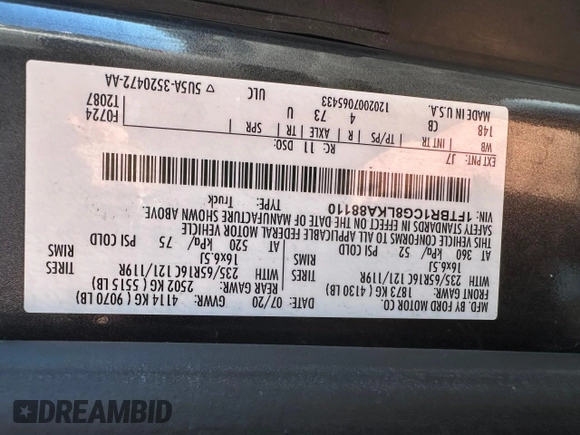 MFD. BY FORD MOTOR CO.
DATE: 07/20 GVWR: 4114 KG ( 9070 LB)
FRONT GAWR: 1873 KG ( 4130 LB) REAR GAWR: 2502 KG ( 5515 LB)
WITH 235/65R16C 121/119R TIRES WITH 235/65R16C 121/119R TIRES
16x6.5J RIMS 16x6.5J RIMS
AT 360 kPa/ 52 PSI COLD AT 520 kPa/ 75 PSI COLD
THIS VEHICLE CONFORMS TO ALL APPLICABLE FEDERAL MOTOR VEHICLE
SAFETY STANDARDS IN EFFECT ON THE DATE OF MANUFACTURE SHOWN ABOVE.
VIN: 1FTBR1CG8LKA88110 TYPE: Truck
EXT PNT: J7 RC: 11 DSO:
WB INT TR TP/PS R AXLE TR SPR
148 CB 4 73 U F0724
T2087
MADE IN U.S.A. 120200706543 ULC ▽ 5U5A-3520472-AA
DREAMBID